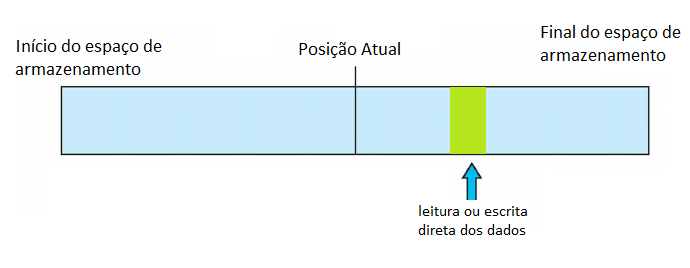 Início do espaço de
armazenamento
Posição Atual
Final do espaço de
armazenamento
leitura ou escrita
direta dos dados